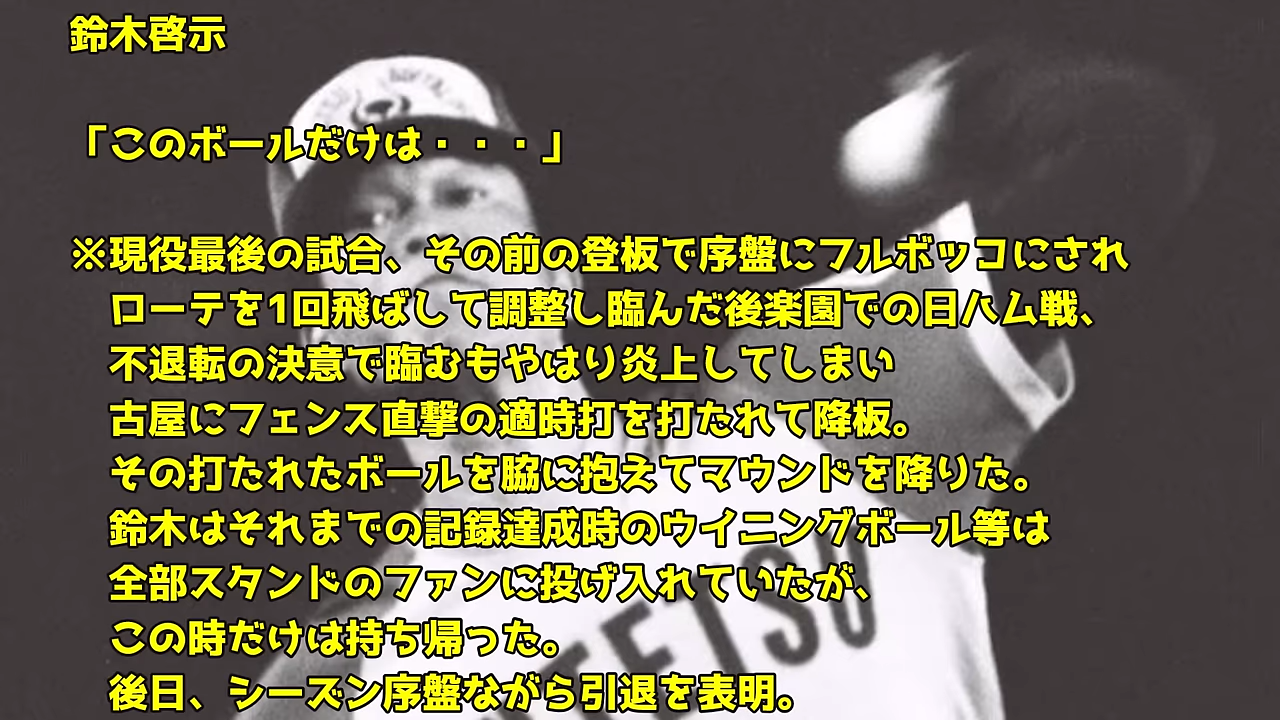 鈴木啓示
「このボールだけは・・・」
※現役最後の試合、その前の登板で序盤にフルボッコにされ
ローテを1回飛ばして調整し臨んだ後楽園での日ハム戦、
不退転の決意で臨むもやはり炎上してしまい
古屋にフェンス直撃の適時打を打たれて降板。
その打たれたボールを脇に抱えてマウンドを降りた。
鈴木はそれまでの記録達成時のウイニングボール等は
全部スタンドのファンに投げ入れていたが、
この時だけは持ち帰った。
後日、シーズン序盤ながら引退を表明。